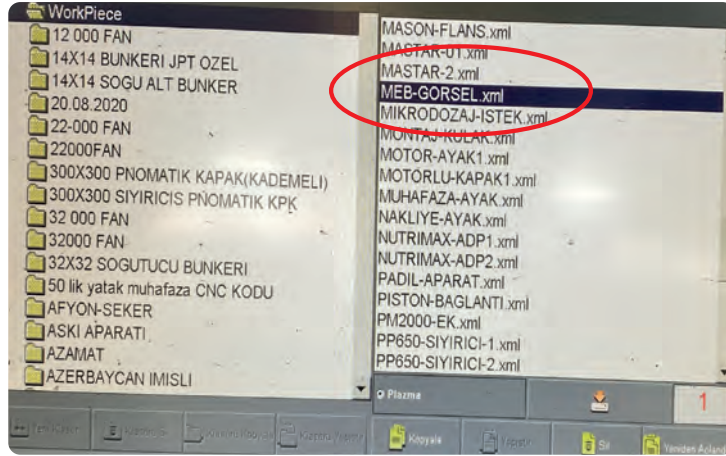 WorkPiece
12 000 FAN
14X14 BUNKERI JPT OZEL
14X14 SOGU ALT BUNKER
20.08.2020
22-000 FAN
22000FAN
300X300 PNOMATIK KAPAK(KADEMELI)
300X300 SIYIRICIS PNOMATIK KPK
32 000 FAN
32000 FAN
32X32 SOGUTUCU BUNKERI
50 lik yatak muhafaza CNC KODU
AFYON-SEKER
ASKI APARATI
AZAMAT
AZERBAYCAN IMISLI
MASON-FLANS.xml
MASTAR-01.xml
MASTAR-2.xml
MEB-GORSEL.xml
MIKRODOZAJ-ISTEK.xml
MONTAJ-KULAK.xml
MOTOR-AYAK1.xml
MOTORLU-KAPAK1.xml
MUHAFAZA-AYAK.xml
NAKLIYE-AYAK.xml
NUTRIMAX-ADP1.xml
NUTRIMAX-ADP2.xml
PADIL-APARAT.xml
PISTON-BAGLANTI.xml
PM2000-EK.xml
PP650-SIYIRICI-1.xml
PP650-SIYIRICI-2.xml
Plazma
1
Klasörü Kopyala
Kopyala
Yapıştır
Sil
Yeniden Adland